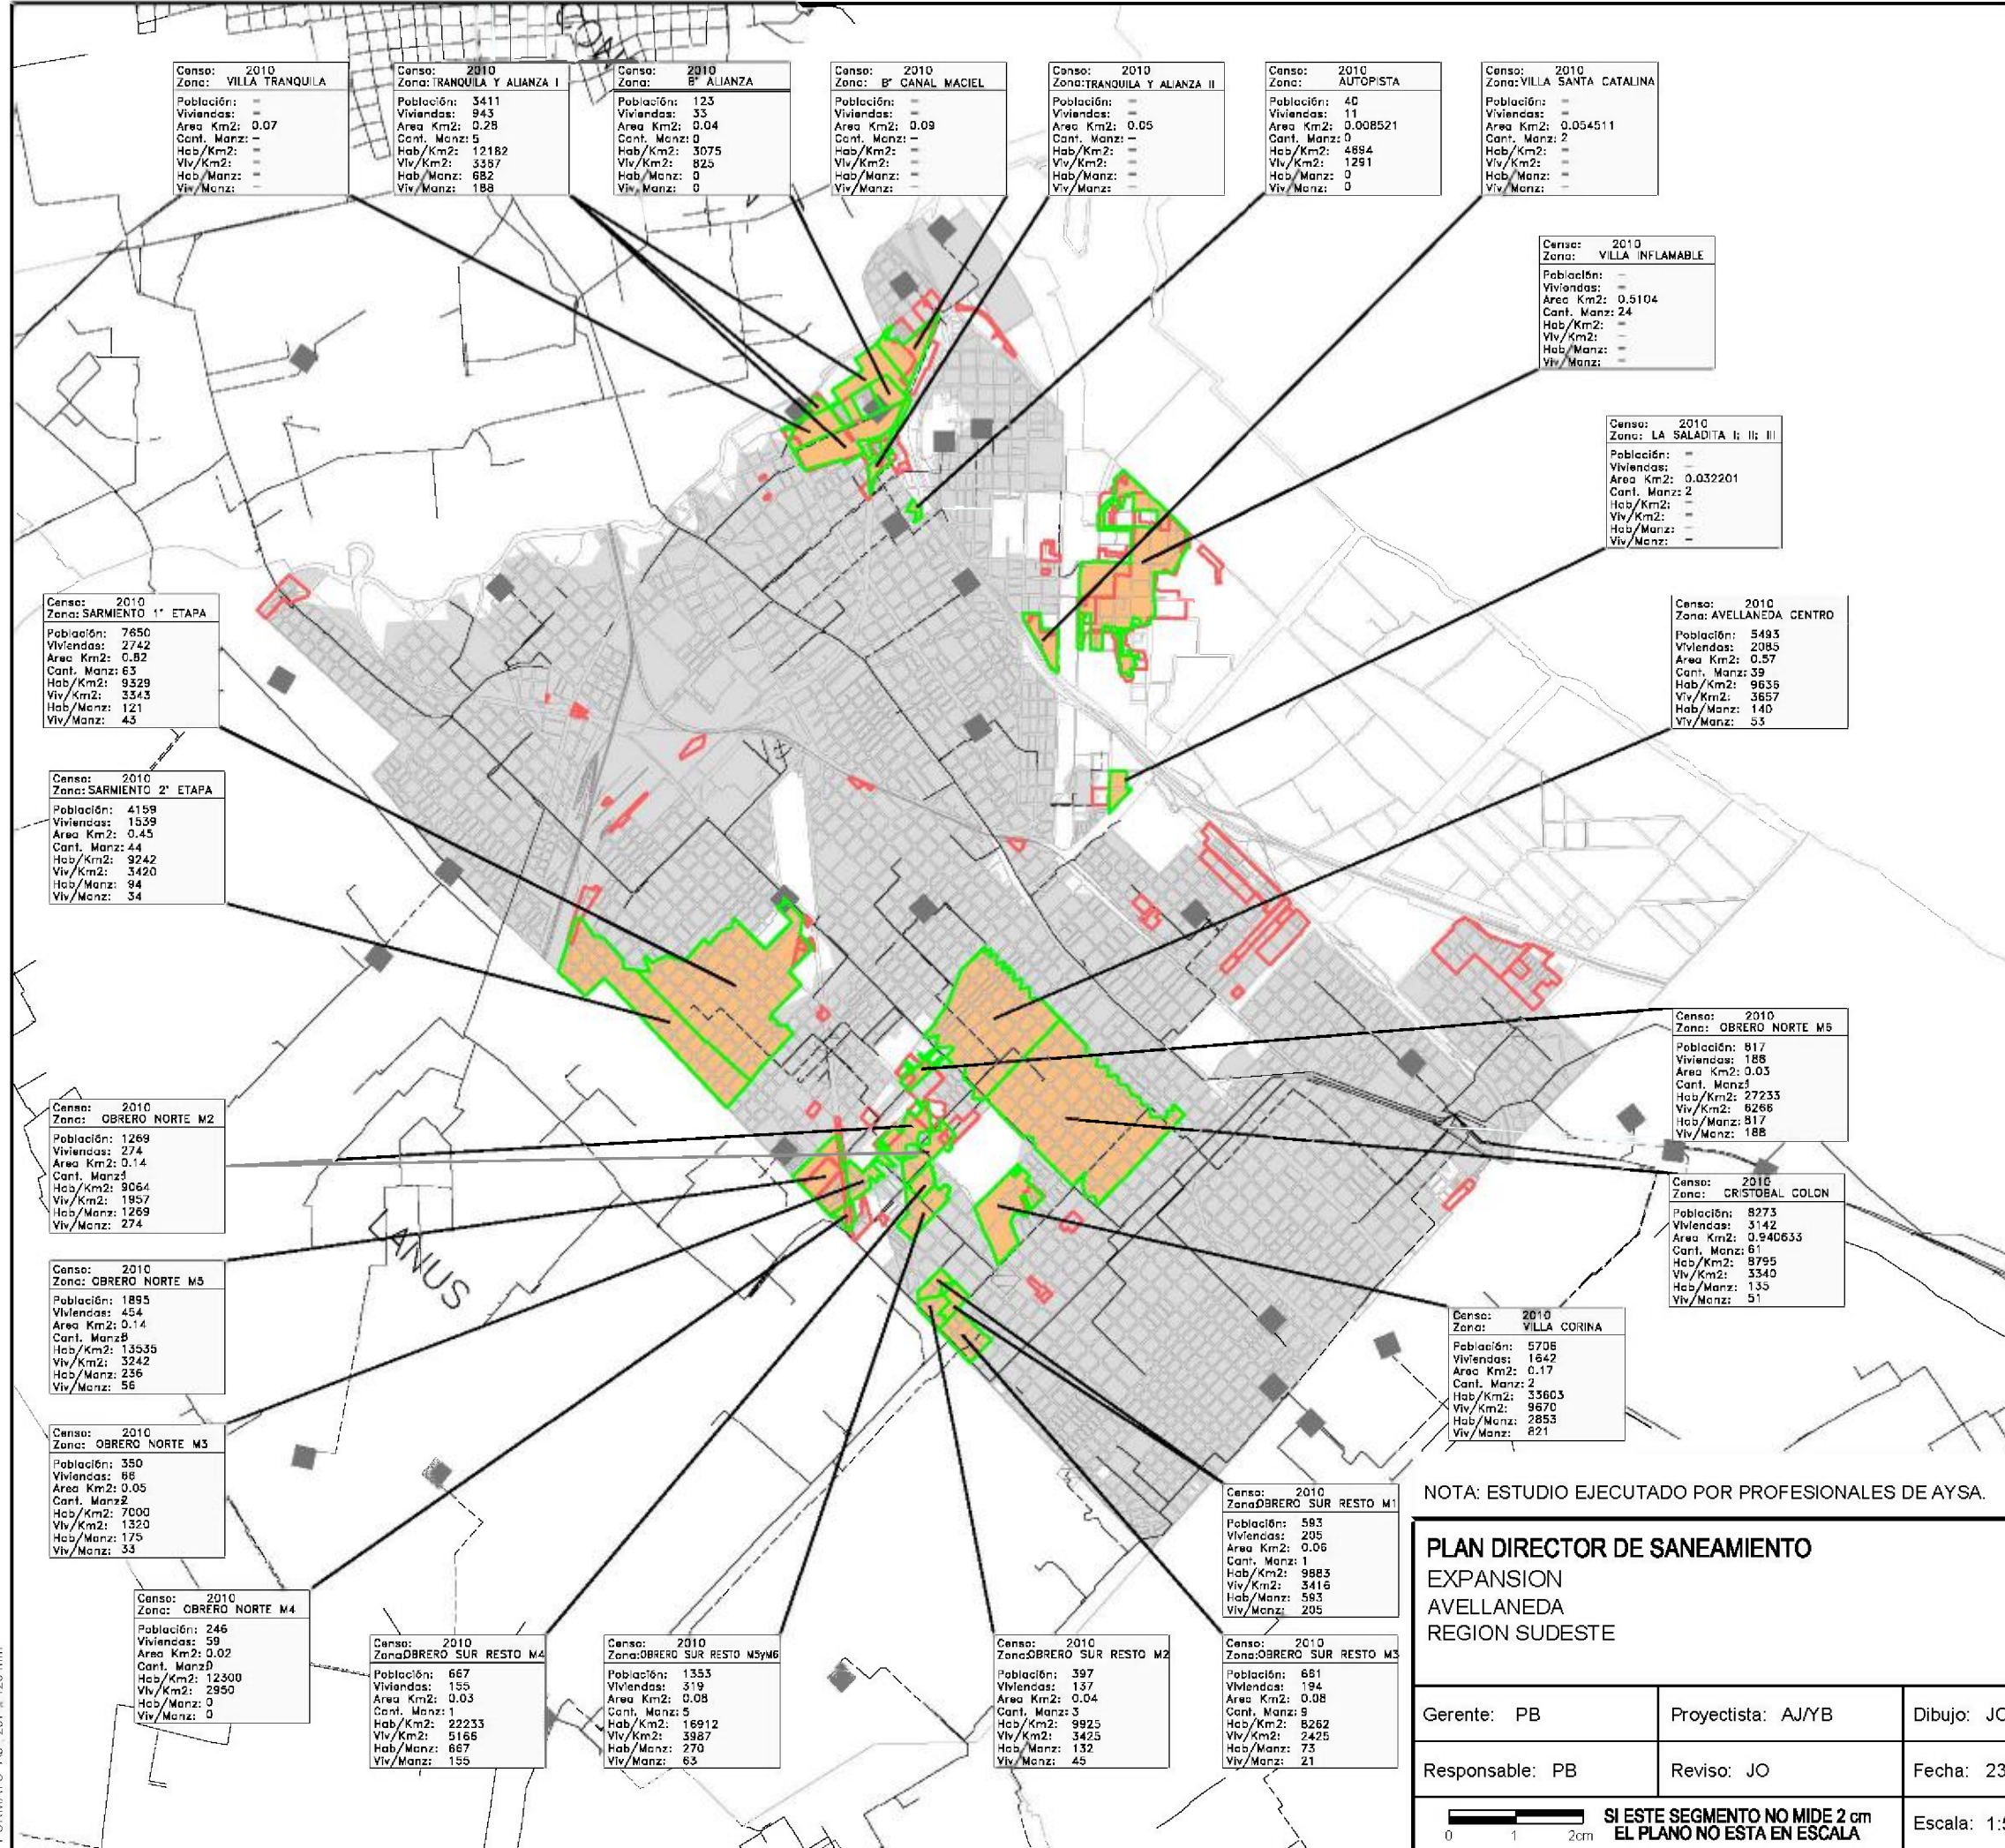 Censo: 2010
Zona: VILLA TRANQUILA
Población: -
Viviendas: -
Area Km2: 0.07
Cant. Manz: -
Hab/Km2: -
Viv/Km2: -
Hab/Manz: -
Viv/Manz: -
Censo: 2010
Zona: TRANQUILA Y ALIANZA I
Población: 3411
Viviendas: 943
Area Km2: 0.28
Cant. Manz: 5
Hab/Km2: 12182
Viv/Km2: 3367
Hab/Manz: 682
Viv/Manz: 188
Censo: 2010
Zona: B° ALIANZA
Población: 123
Viviendas: 33
Area Km2: 0.04
Cant. Manz: 0
Hab/Km2: 3075
Viv/Km2: 825
Hab/Manz: 0
Viv/Manz: 0
Censo: 2010
Zona: B° CANAL MACIEL
Población: -
Viviendas: -
Area Km2: 0.09
Cant. Manz: -
Hab/Km2: -
Viv/Km2: -
Hab/Manz: -
Viv/Manz: -
Censo: 2010
Zona: TRANQUILA Y ALIANZA II
Población: -
Viviendas: -
Area Km2: 0.05
Cant. Manz: -
Hab/Km2: -
Viv/Km2: -
Hab/Manz: -
Viv/Manz: -
Censo: 2010
Zona: AUTOPISTA
Población: 40
Viviendas: 11
Area Km2: 0.008521
Cant. Manz: 0
Hab/Km2: 4694
Viv/Km2: 1291
Hab/Manz: 0
Viv/Manz: 0
Censo: 2010
Zona: VILLA SANTA CATALINA
Población: -
Viviendas: -
Area Km2: 0.054511
Cant. Manz: 2
Hab/Km2: -
Viv/Km2: -
Hab/Manz: -
Viv/Manz: -
Censo: 2010
Zona: VILLA INFLAMABLE
Población: -
Viviendas: -
Area Km2: 0.5104
Cant. Manz: 24
Hab/Km2: -
Viv/Km2: -
Hab/Manz: -
Viv/Manz: -
Censo: 2010
Zona: LA SALADITA I; II; III
Población: -
Viviendas: -
Area Km2: 0.032201
Cant. Manz: 2
Hab/Km2: -
Viv/Km2: -
Hab/Manz: -
Viv/Manz: -
Censo: 2010
Zona: SARMIENTO 1° ETAPA
Población: 7650
Viviendas: 2742
Area Km2: 0.82
Cant. Manz: 63
Hab/Km2: 9329
Viv/Km2: 3343
Hab/Manz: 121
Viv/Manz: 43
Censo: 2010
Zona: AVELLANEDA CENTRO
Población: 5493
Viviendas: 2085
Area Km2: 0.57
Cant. Manz: 39
Hab/Km2: 9636
Viv/Km2: 3657
Hab/Manz: 140
Viv/Manz: 53
Censo: 2010
Zona: SARMIENTO 2° ETAPA
Población: 4159
Viviendas: 1539
Area Km2: 0.45
Cant. Manz: 44
Hab/Km2: 9242
Viv/Km2: 3420
Hab/Manz: 94
Viv/Manz: 34
Censo: 2010
Zona: OBRERO NORTE M6
Población: 817
Viviendas: 188
Area Km2: 0.03
Cant. Manz: 1
Hab/Km2: 27233
Viv/Km2: 6266
Hab/Manz: 817
Viv/Manz: 188
Censo: 2010
Zona: OBRERO NORTE M2
Población: 1269
Viviendas: 274
Area Km2: 0.14
Cant. Manz: 1
Hab/Km2: 9064
Viv/Km2: 1957
Hab/Manz: 1269
Viv/Manz: 274
Censo: 2010
Zona: CRISTOBAL COLON
Población: 8273
Viviendas: 3142
Area Km2: 0.940633
Cant. Manz: 61
Hab/Km2: 8795
Viv/Km2: 3340
Hab/Manz: 135
Viv/Manz: 51
LANUS
Censo: 2010
Zona: OBRERO NORTE M5
Población: 1895
Viviendas: 454
Area Km2: 0.14
Cant. Manz: 8
Hab/Km2: 13535
Viv/Km2: 3242
Hab/Manz: 236
Viv/Manz: 56
Censo: 2010
Zona: VILLA CORINA
Población: 5706
Viviendas: 1642
Area Km2: 0.17
Cant. Manz: 2
Hab/Km2: 33603
Viv/Km2: 9670
Hab/Manz: 2853
Viv/Manz: 821
Censo: 2010
Zona: OBRERO NORTE M3
Población: 350
Viviendas: 66
Area Km2: 0.05
Cant. Manz: 2
Hab/Km2: 7000
Viv/Km2: 1320
Hab/Manz: 175
Viv/Manz: 33
Censo: 2010
Zona: OBRERO SUR RESTO M1
Población: 593
Viviendas: 205
Area Km2: 0.06
Cant. Manz: 1
Hab/Km2: 9883
Viv/Km2: 3416
Hab/Manz: 593
Viv/Manz: 205
Censo: 2010
Zona: OBRERO NORTE M4
Población: 246
Viviendas: 59
Area Km2: 0.02
Cant. Manz: 0
Hab/Km2: 12300
Viv/Km2: 2950
Hab/Manz: 0
Viv/Manz: 0
Censo: 2010
Zona: OBRERO SUR RESTO M4
Población: 667
Viviendas: 155
Area Km2: 0.03
Cant. Manz: 1
Hab/Km2: 22233
Viv/Km2: 5166
Hab/Manz: 667
Viv/Manz: 155
Censo: 2010
Zona: OBRERO SUR RESTO M5yM6
Población: 1353
Viviendas: 319
Area Km2: 0.08
Cant. Manz: 5
Hab/Km2: 16912
Viv/Km2: 3987
Hab/Manz: 270
Viv/Manz: 63
Censo: 2010
Zona: OBRERO SUR RESTO M2
Población: 397
Viviendas: 137
Area Km2: 0.04
Cant. Manz: 3
Hab/Km2: 9925
Viv/Km2: 3425
Hab/Manz: 132
Viv/Manz: 45
Censo: 2010
Zona: OBRERO SUR RESTO M3
Población: 661
Viviendas: 194
Area Km2: 0.08
Cant. Manz: 9
Hab/Km2: 8262
Viv/Km2: 2425
Hab/Manz: 73
Viv/Manz: 21
NOTA: ESTUDIO EJECUTADO POR PROFESIONALES DE AYSA.
PLAN DIRECTOR DE SANEAMIENTO
EXPANSION
AVELLANEDA
REGION SUDESTE
Gerente: PB
Proyectista: AJ/YB
Dibujo: JO
Responsable: PB
Reviso: JO
Fecha: 23
0 1 2cm
SI ESTE SEGMENTO NO MIDE 2 cm
EL PLANO NO ESTA EN ESCALA
Escala: 1: